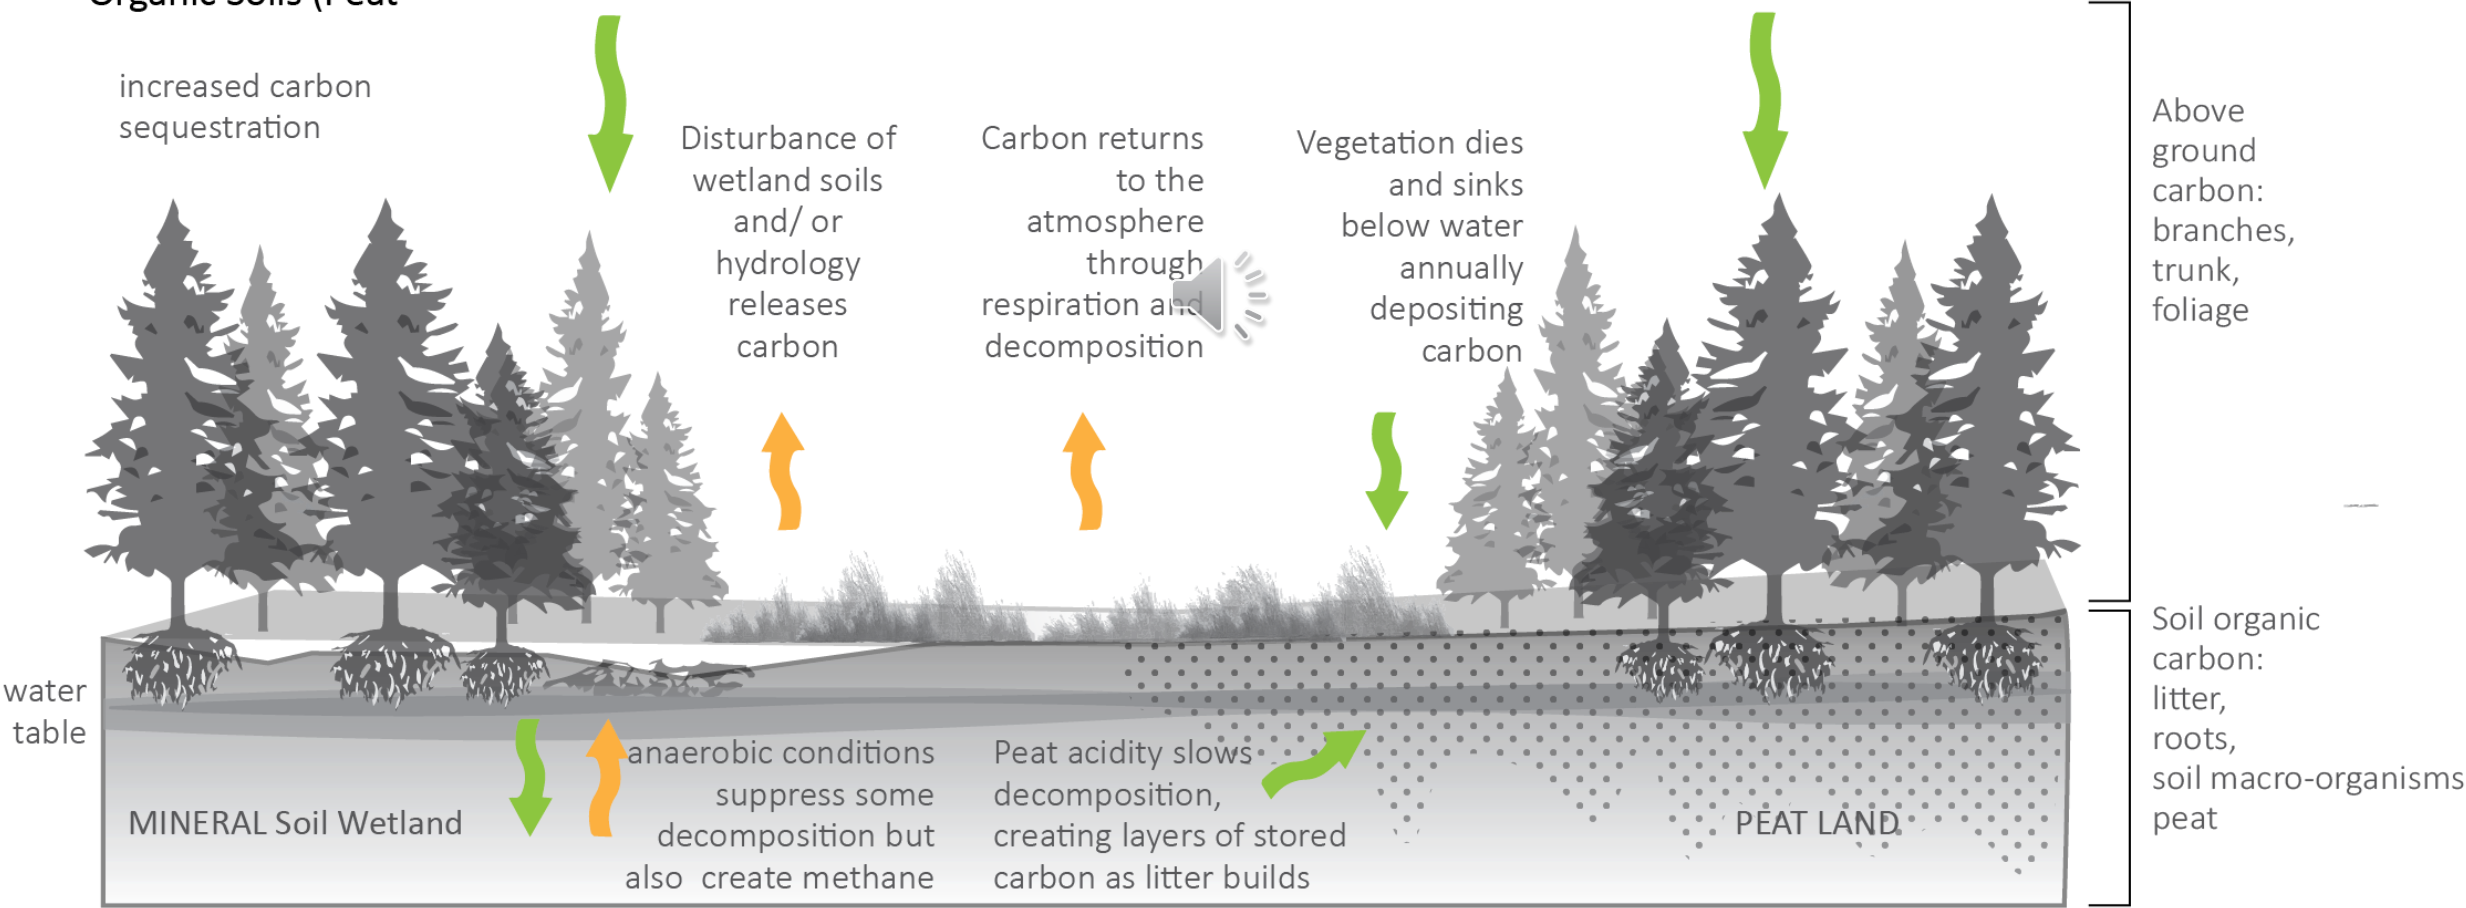 Organic Soils (Peat
increased carbon
sequestration
Disturbance of
wetland soils
and/ or
hydrology
releases
carbon
Carbon returns
to the
atmosphere
through
respiration and
decomposition
Vegetation dies
and sinks
below water
annually
depositing
carbon
Above
ground
carbon:
branches,
trunk,
foliage
water
table
MINERAL Soil Wetland
anaerobic conditions
suppress some
decomposition but
also  create methane
Peat acidity slows
decomposition,
creating layers of stored
carbon as litter builds
PEAT LAND
Soil organic
carbon:
litter,
roots,
soil macro-organisms
peat